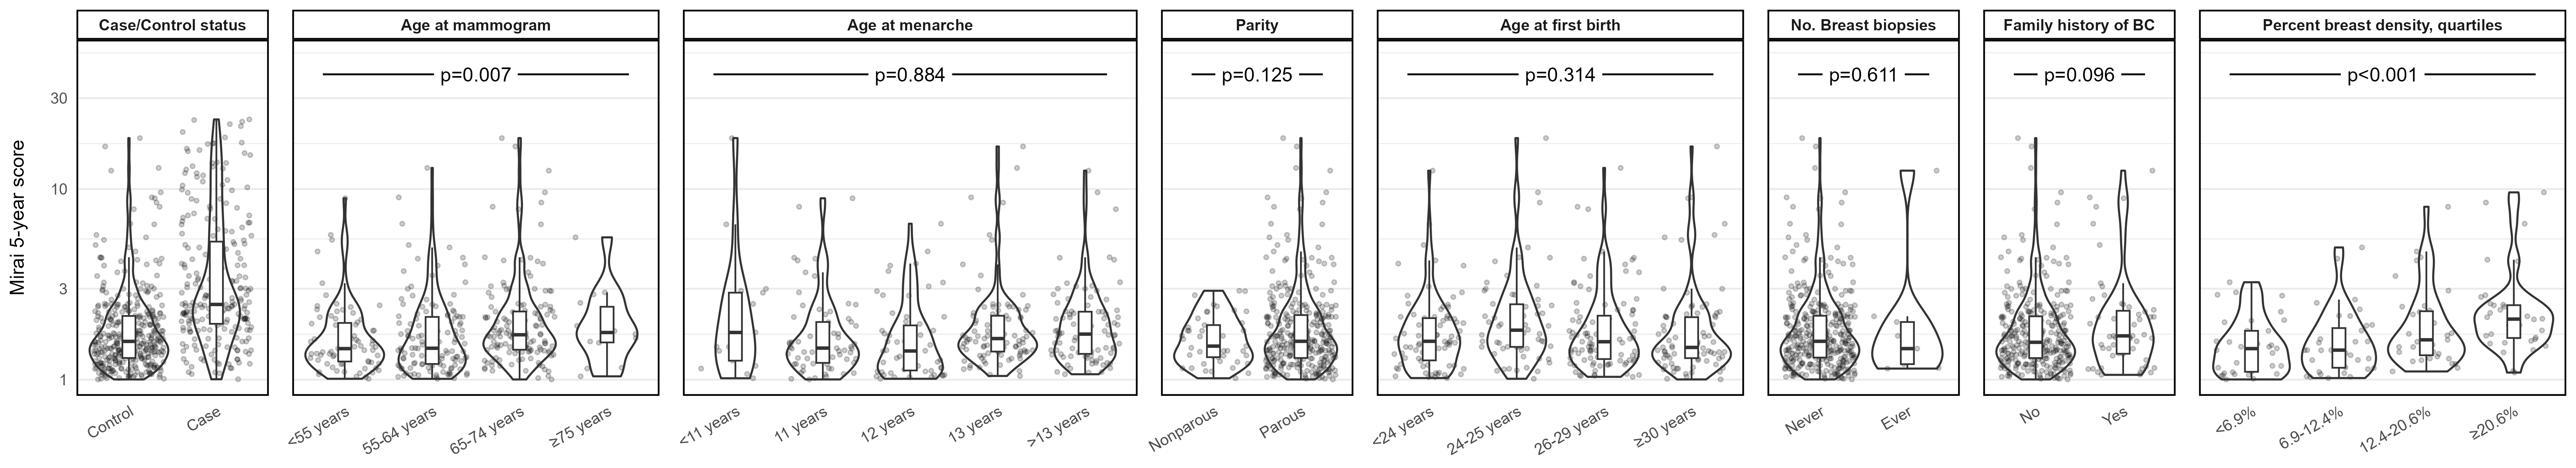 Case/Control status
Age at mammogram
Age at menarche
Parity
Age at first birth
No. Breast biopsies
Family history of BC
Percent breast density, quartiles
p=0.007
p=0.884
p=0.125
p=0.314
p=0.611
p=0.096
p<0.001
Mirai 5-year score
30
10
3
1
Control
Case
<55 years
55-64 years
65-74 years
≥75 years
<11 years
11 years
12 years
13 years
>13 years
Nonparous
Parous
<24 years
24-25 years
26-29 years
≥30 years
Never
Ever
No
Yes
<6.9%
6.9-12.4%
12.4-20.6%
≥20.6%